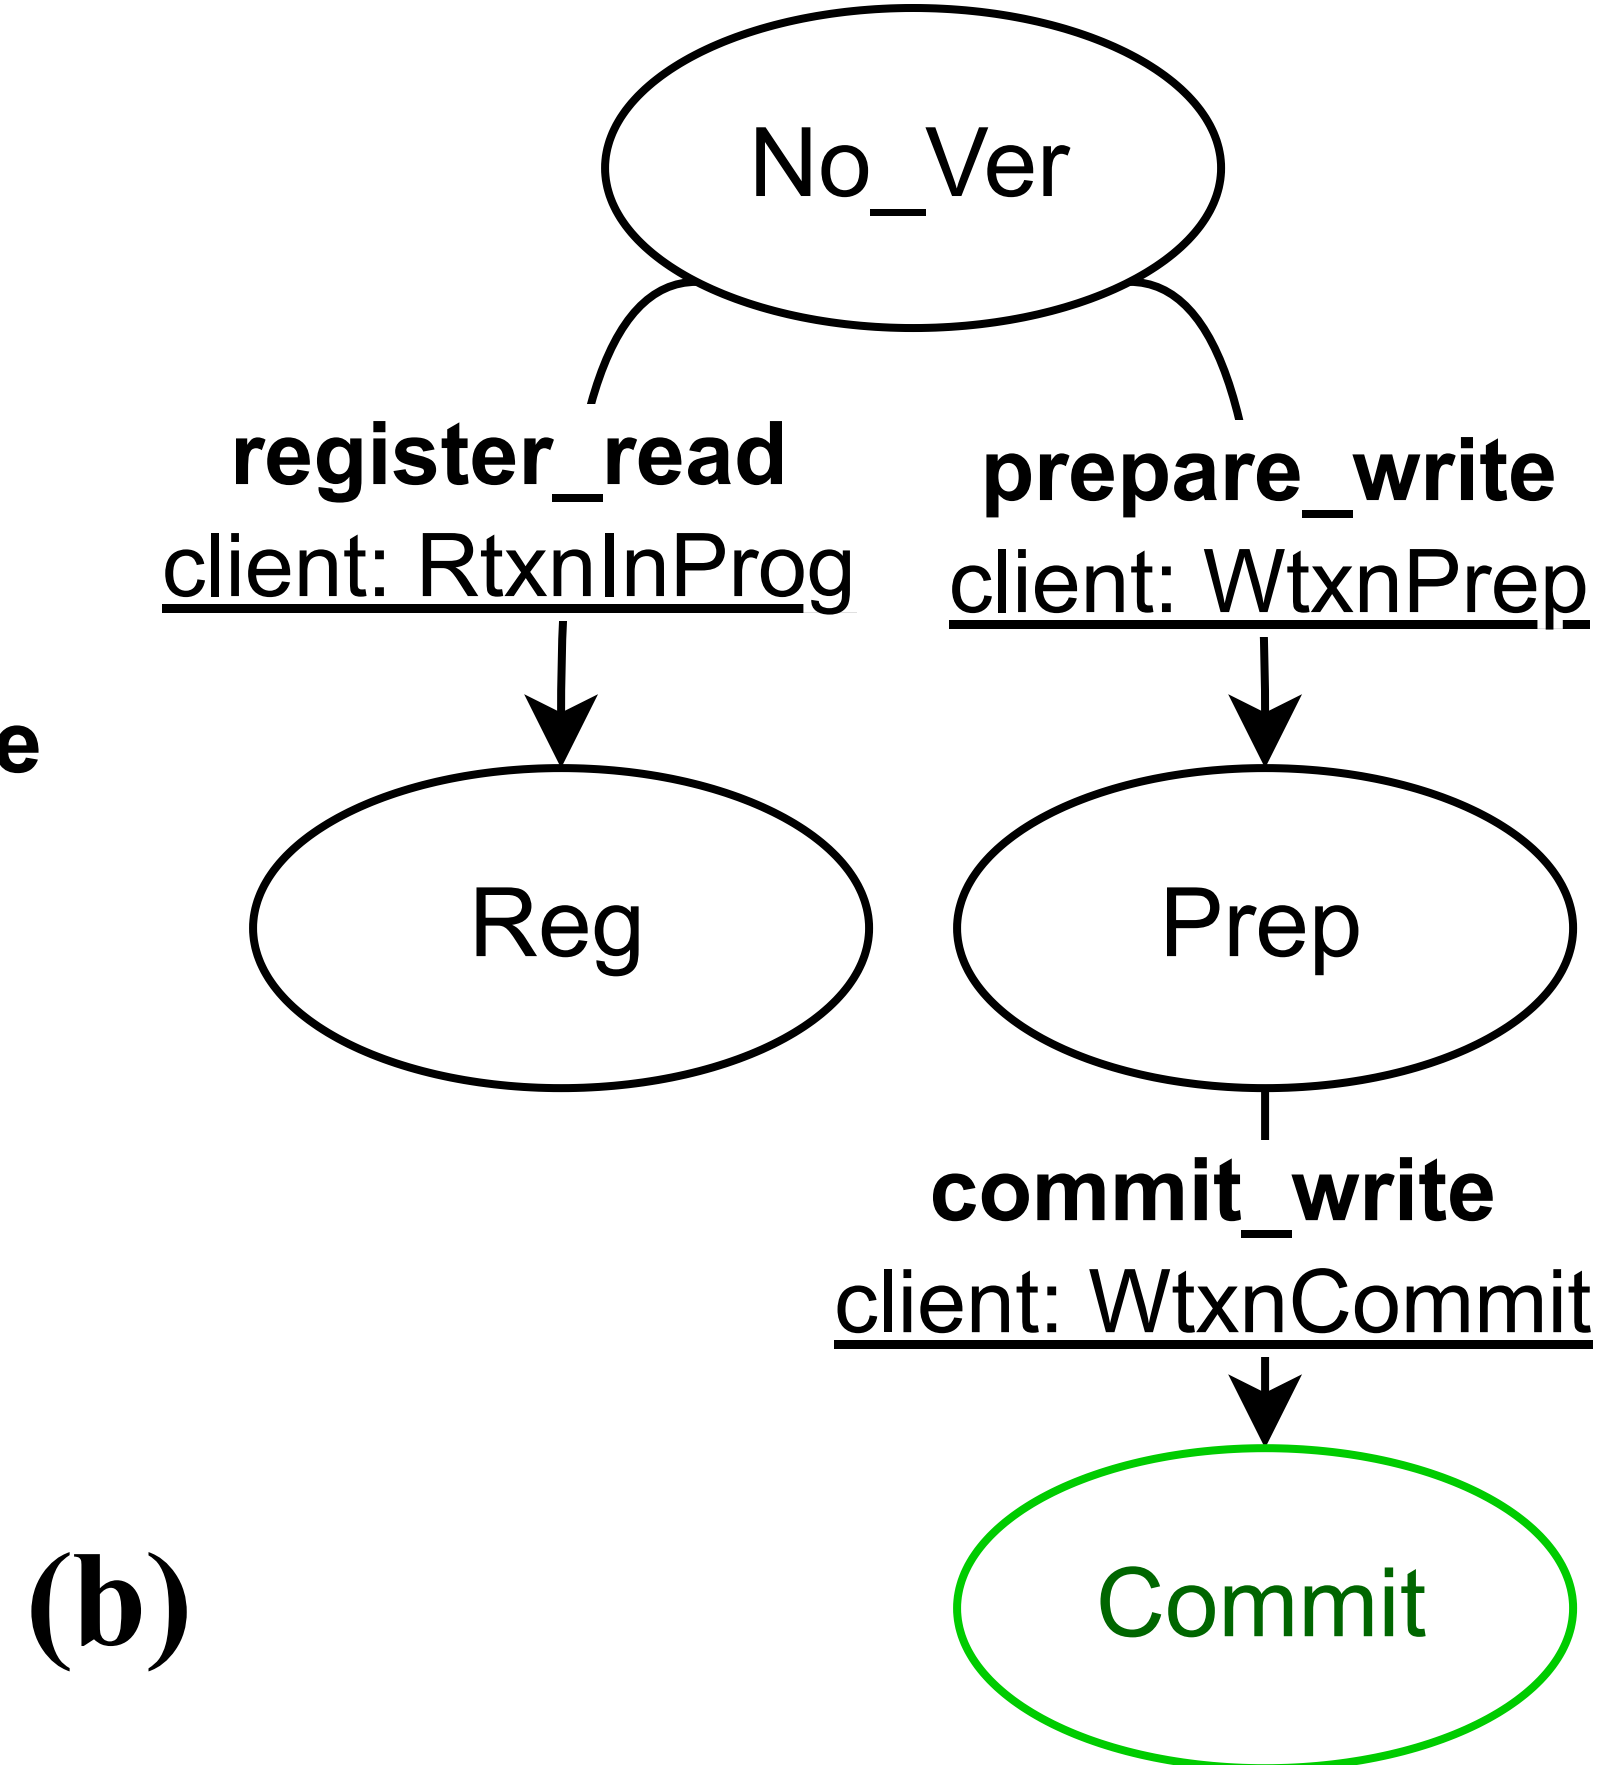 No_Ver
register_read
client: RtxnInProg
prepare_write
client: WtxnPrep
e
Reg
Prep
commit_write
client: WtxnCommit
Commit
(b)